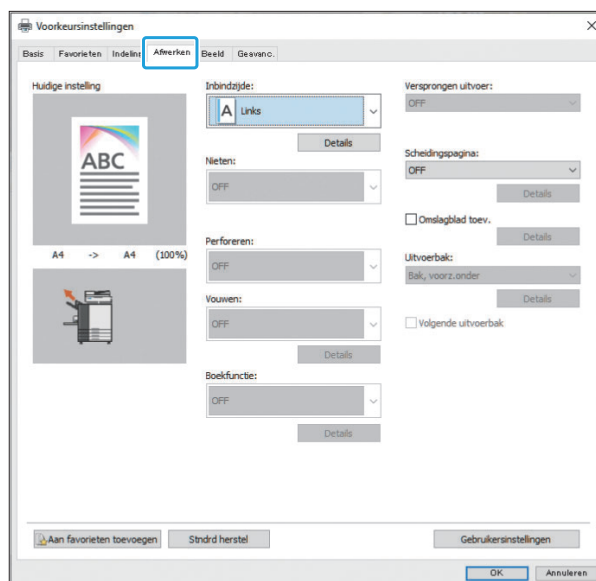 Voorkeursinstellingen
Basis Favorieten Indeling Afwerken Beeld Geavanc.
Huidige instelling
ABC
A4 -> A4 (100%)
Inbindzijde:
A Links
Details
Nieten:
OFF
Perforeren:
OFF
Vouwen:
OFF
Details
Boekfunctie:
OFF
Details
Versprongen uitvoer:
OFF
Scheidingspagina:
OFF
Details
Omslagblad toev.
Details
Uitvoerbak:
Bak, voorz.onder
Details
Volgende uitvoerbak
Aan favorieten toevoegen Stndrd herstel Gebruikersinstellingen
OK Annuleren